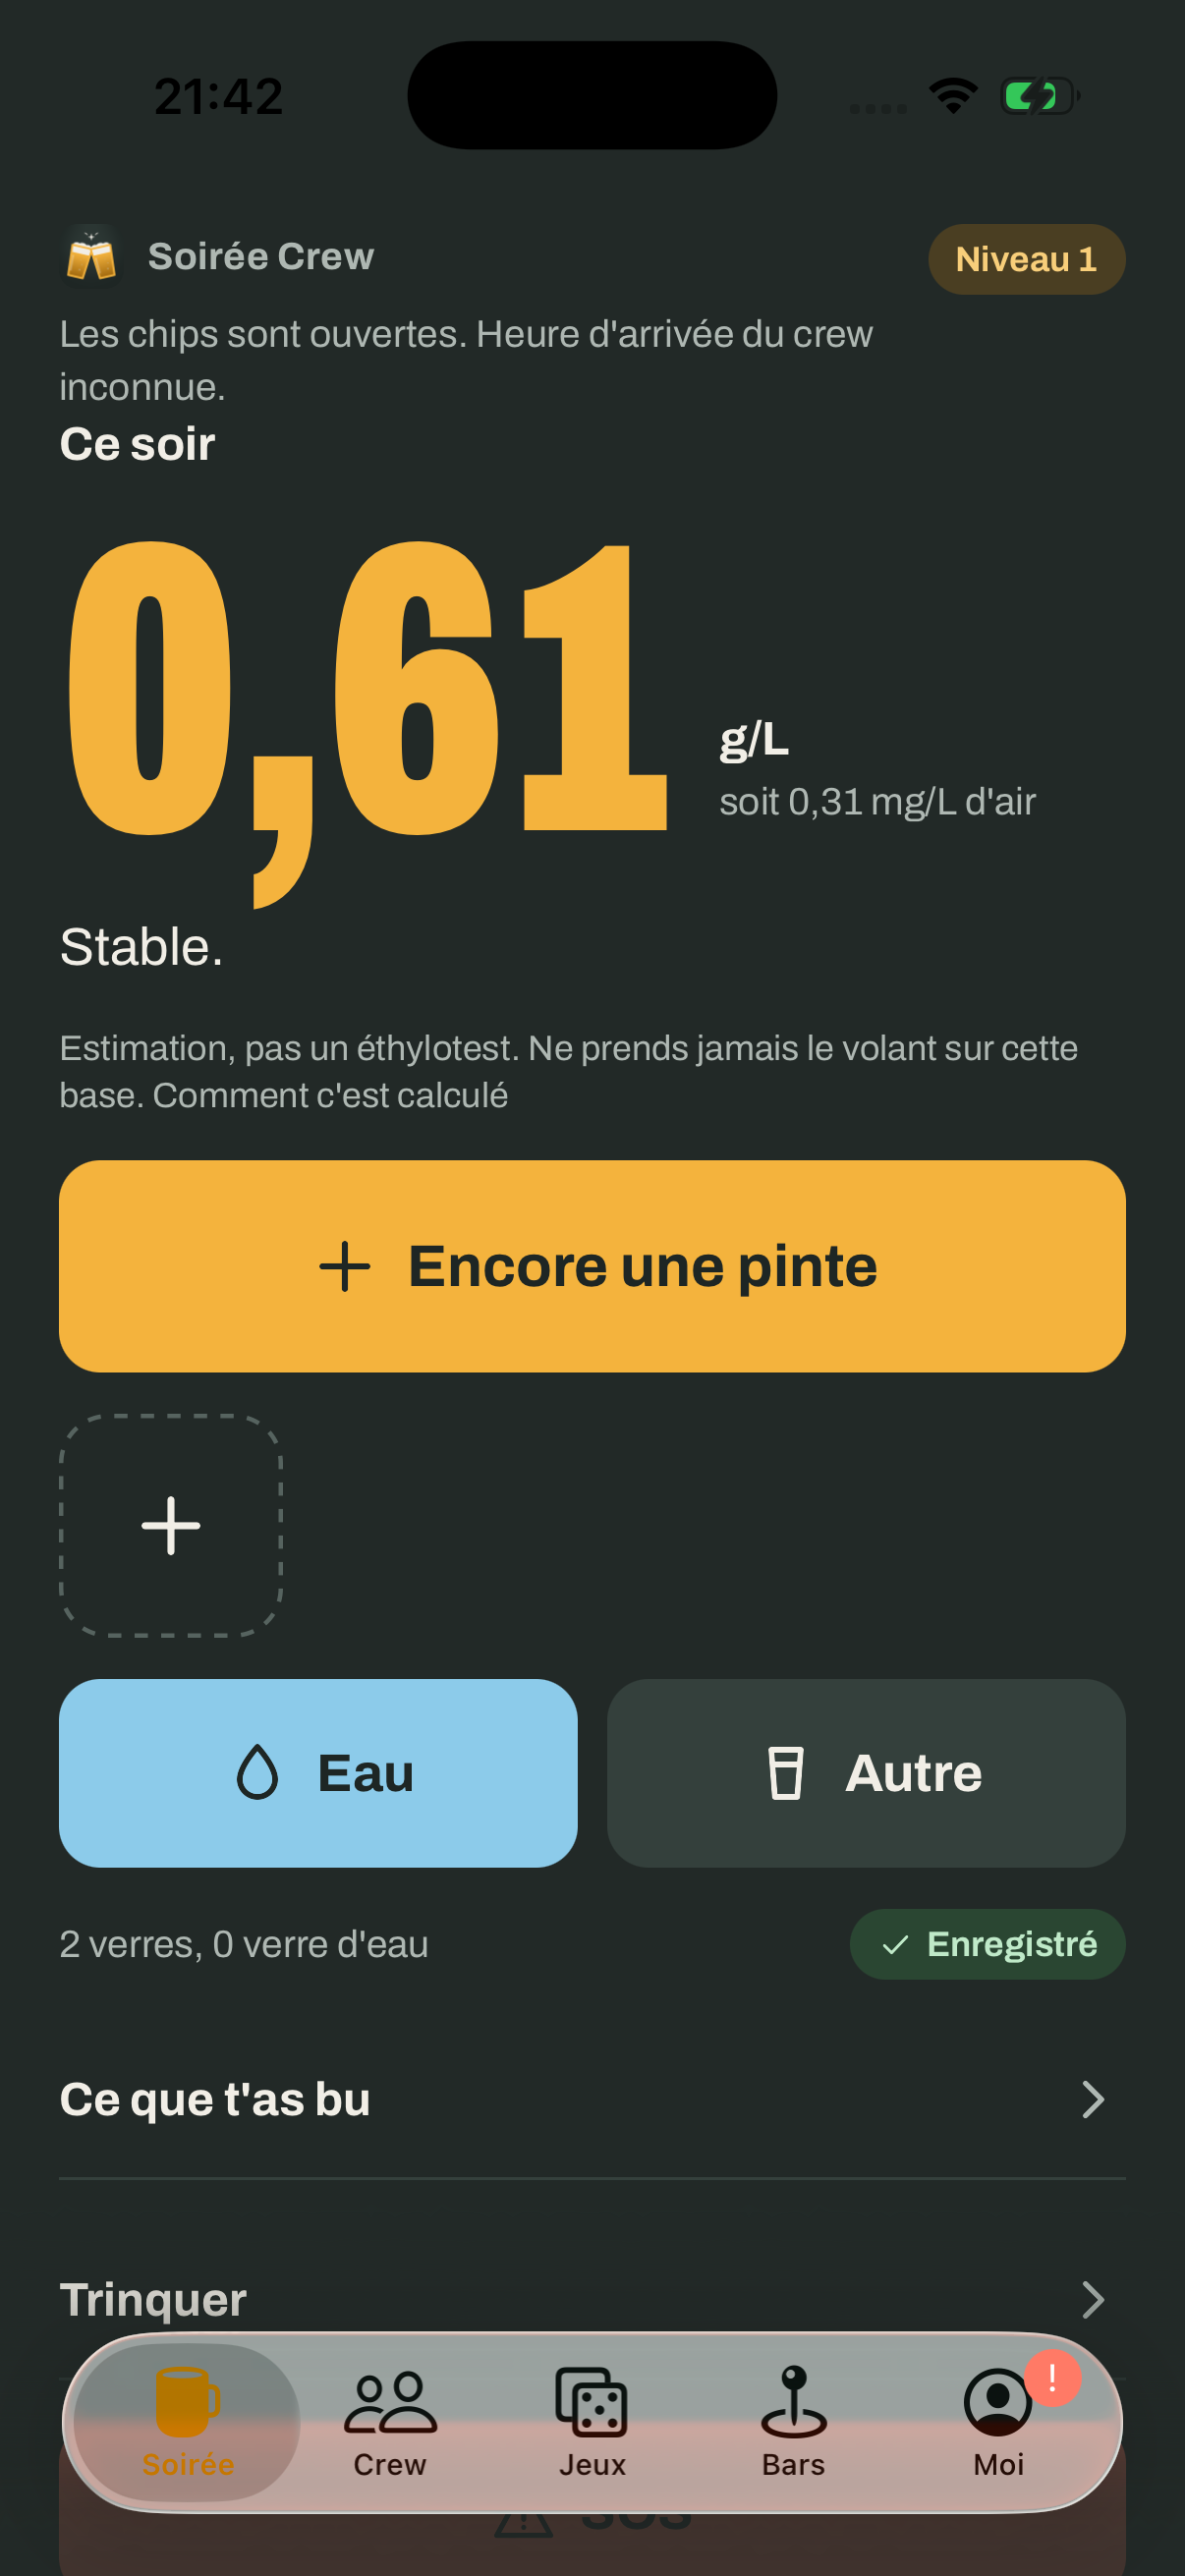 21:42
Soirée Crew
Niveau 1
Les chips sont ouvertes. Heure d'arrivée du crew
inconnue.
Ce soir
0,61
g/L
soit 0,31 mg/L d'air
Stable.
Estimation, pas un éthylotest. Ne prends jamais le volant sur cette
base. Comment c'est calculé
Encore une pinte
Eau
Autre
2 verres, 0 verre d'eau
Enregistré
Ce que t'as bu
Trinquer
!
Soirée
Crew
Jeux
Bars
Moi
SOS